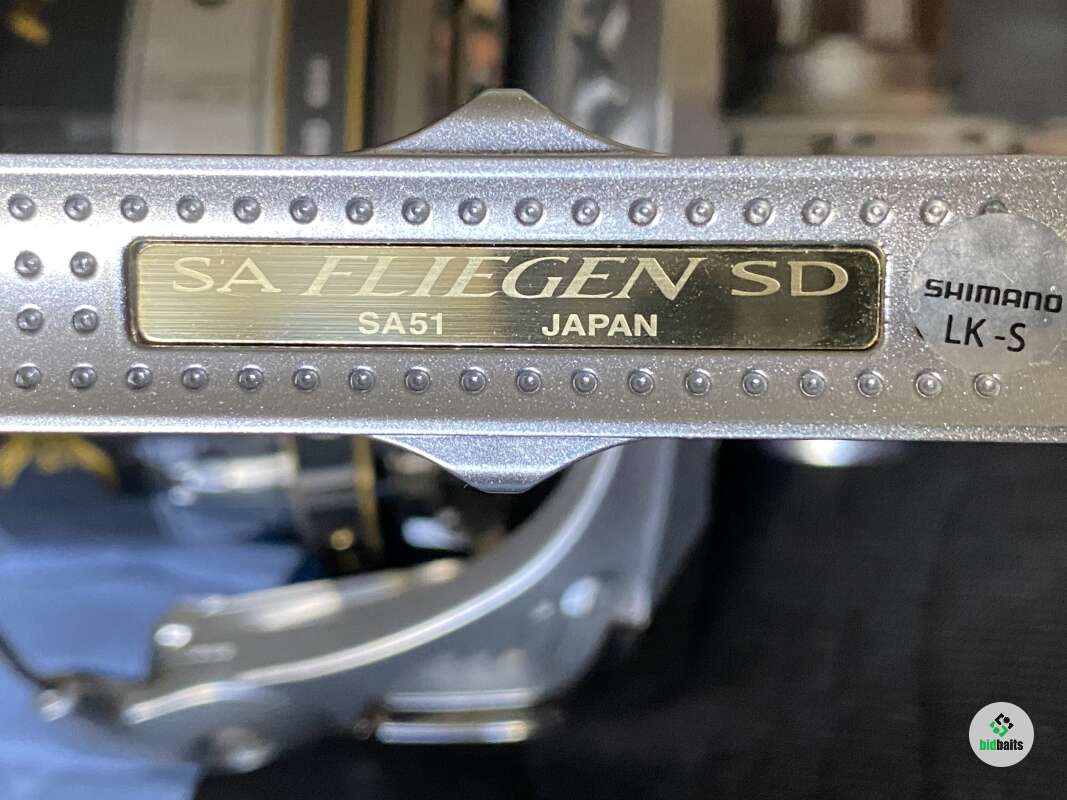 SA FLIEGEN SD
SA51 JAPAN
SHIMANO
LK-S
bidbaits